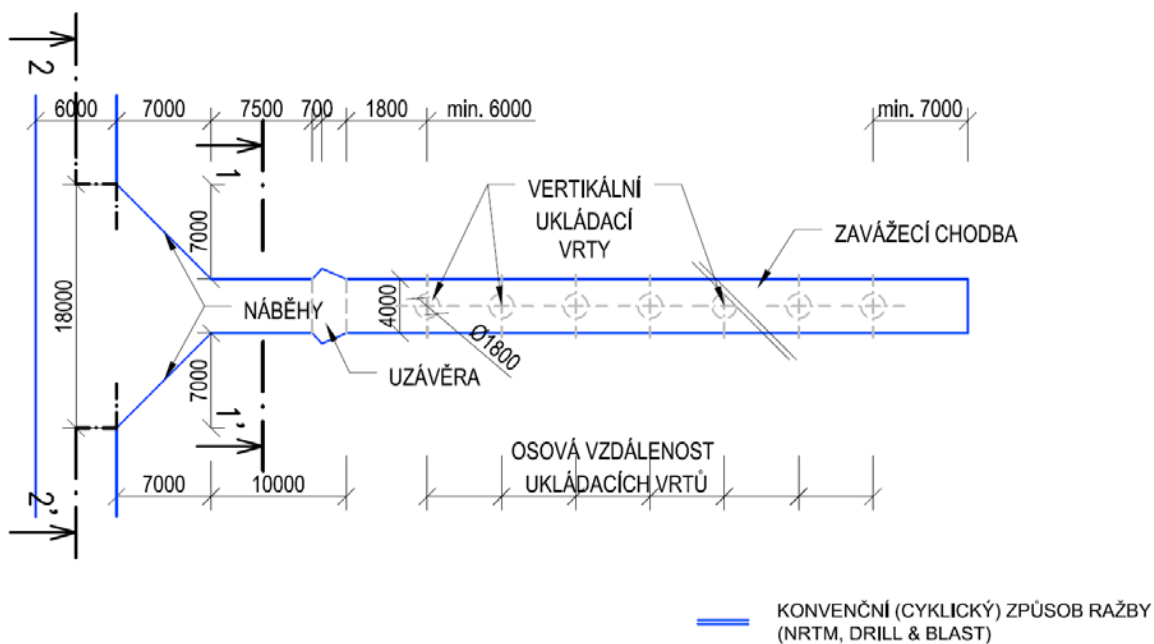 2
6000
7000
7500
700
1800
min. 6000
min. 7000
1
7000
VERTIKÁLNÍ
UKLÁDACÍ
VRTY
ZAVÁŽECÍ CHODBA
18000
NÁBĚHY
4000
Ø1800
UZÁVĚRA
7000
1'
OSOVÁ VZDÁLENOST
UKLÁDACÍCH VRTŮ
7000
10000
2'
KONVENČNÍ (CYKLICKÝ) ZPŮSOB RAŽBY
(NRTM, DRILL & BLAST)